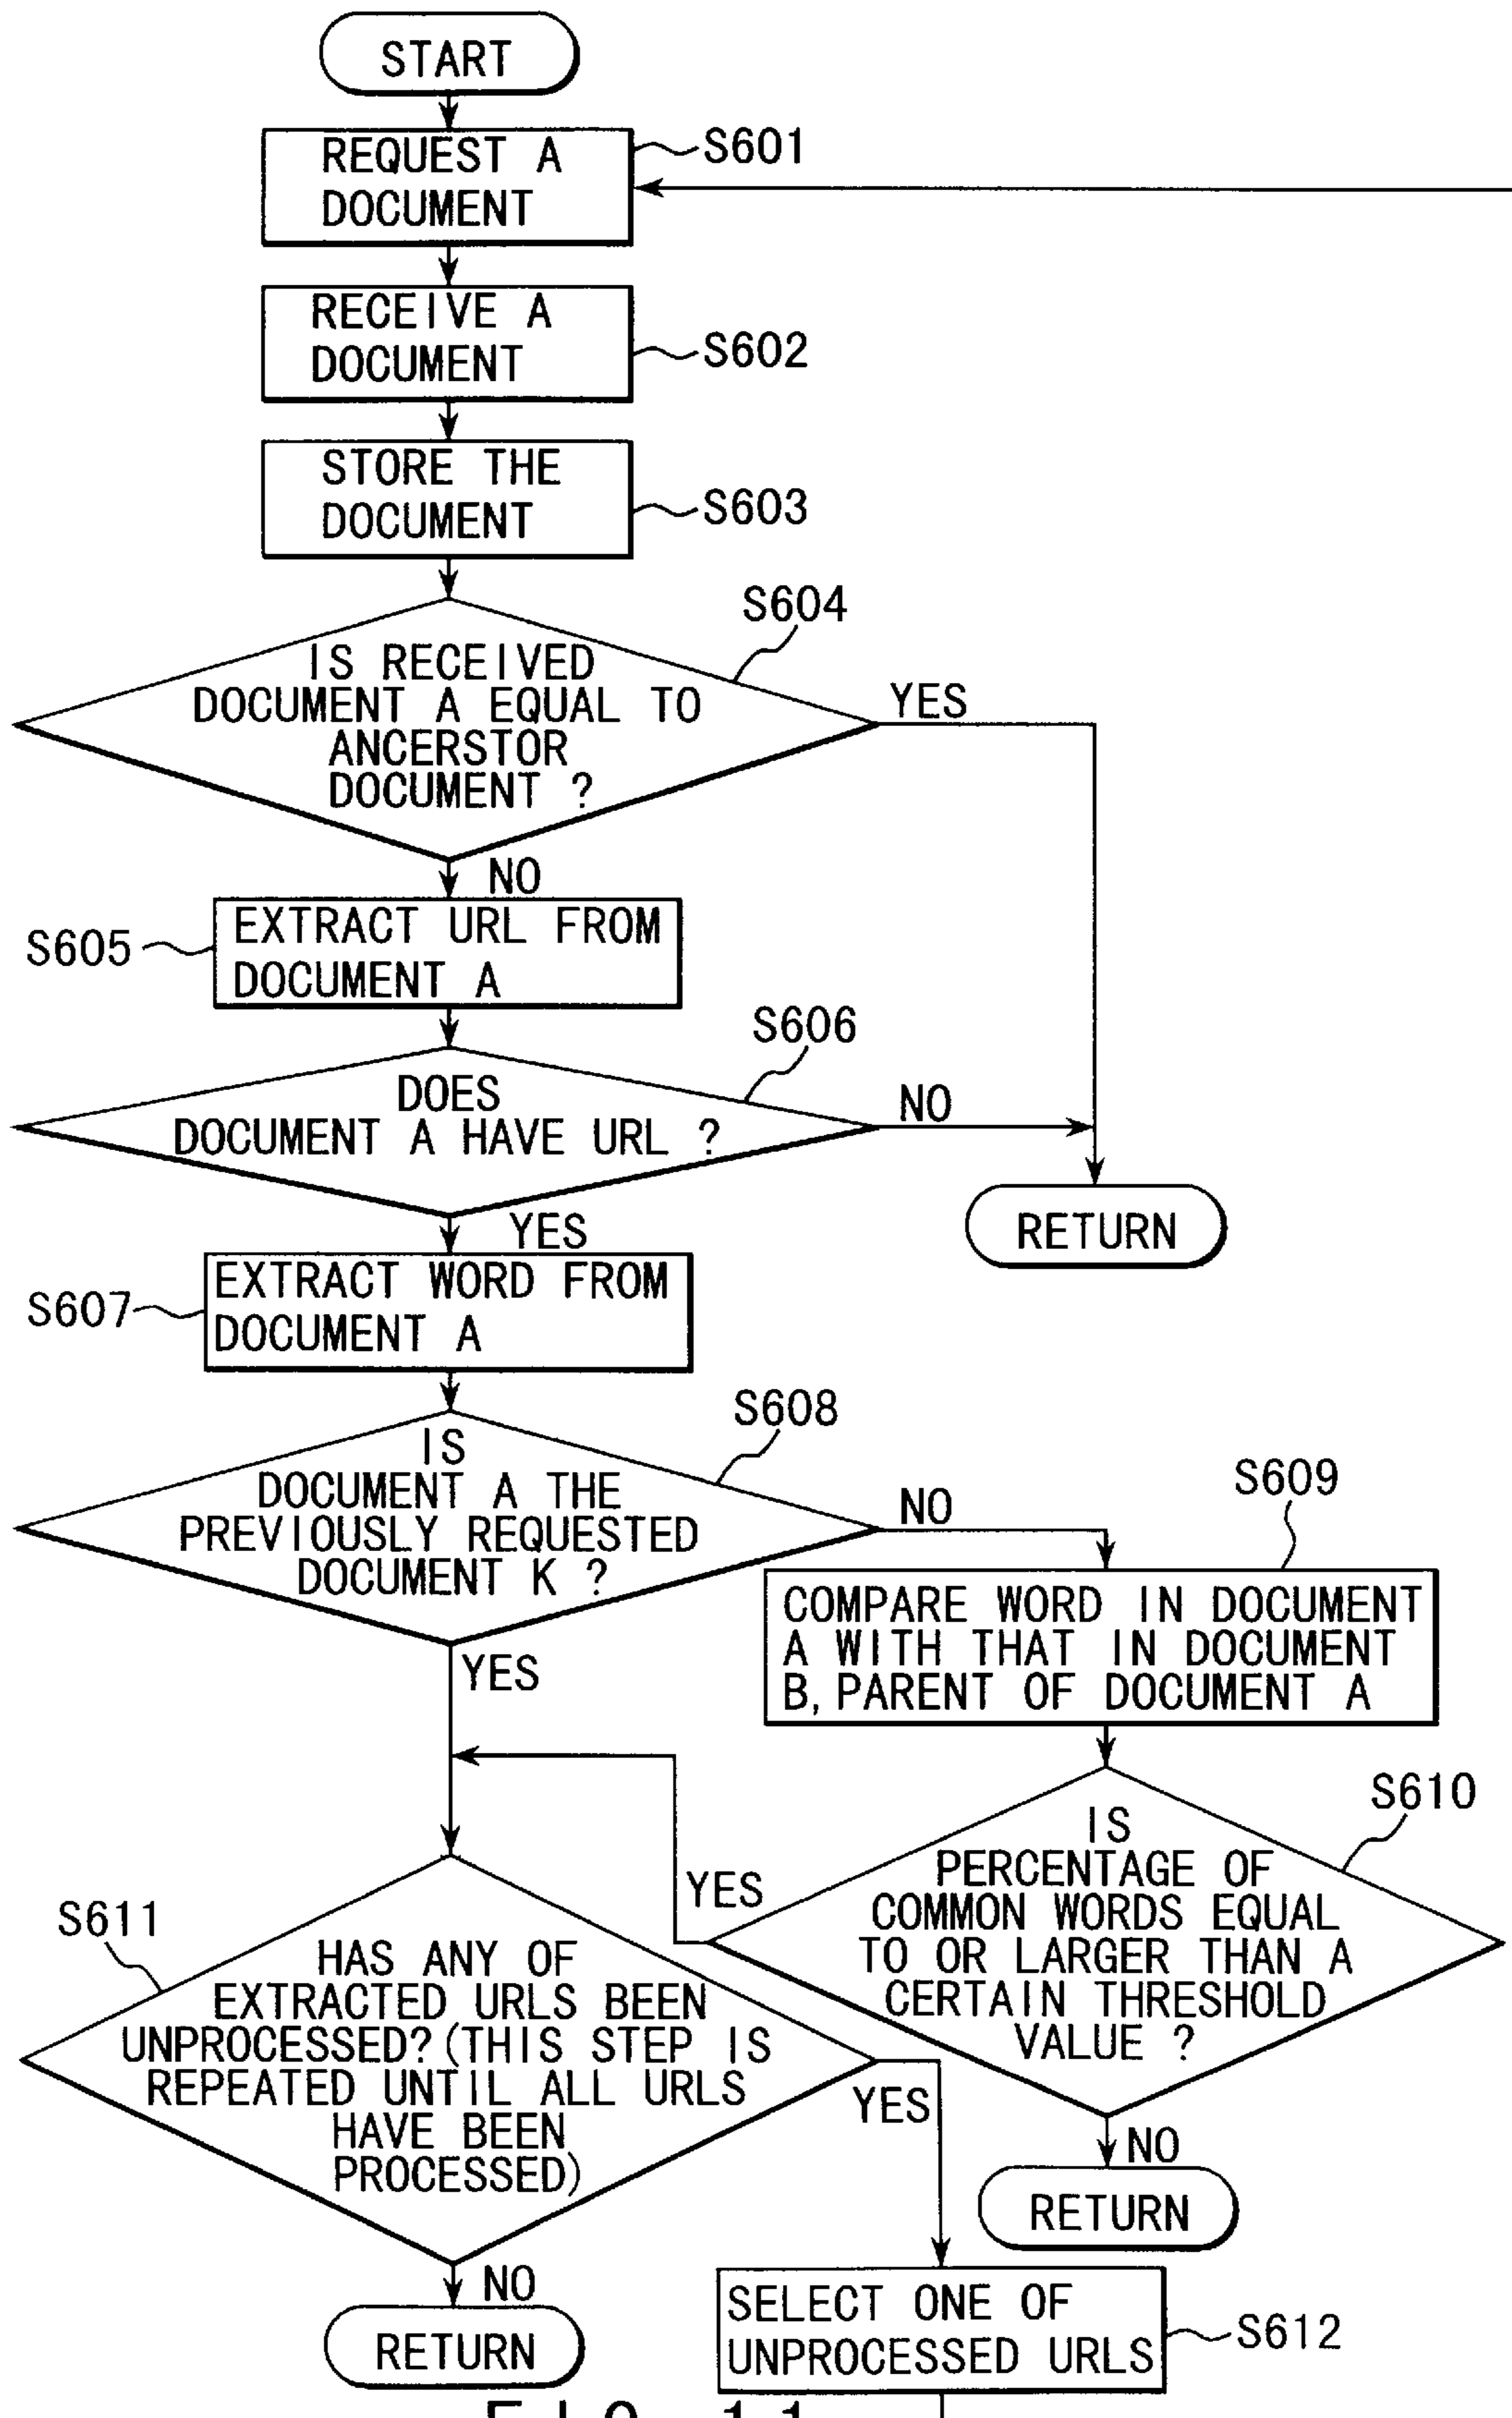 START
REQUEST A
DOCUMENT
S601
RECEIVE A
DOCUMENT
S602
STORE THE
DOCUMENT
S603
S604
IS RECEIVED
DOCUMENT A EQUAL TO
ANCERSTOR
DOCUMENT ?
YES
NO
S605
EXTRACT URL FROM
DOCUMENT A
S606
DOES
DOCUMENT A HAVE URL ?
NO
YES
RETURN
S607
EXTRACT WORD FROM
DOCUMENT A
S608
IS
DOCUMENT A THE
PREVIOUSLY REQUESTED
DOCUMENT K ?
NO
YES
S609
COMPARE WORD IN DOCUMENT
A WITH THAT IN DOCUMENT
B, PARENT OF DOCUMENT A
S610
IS
PERCENTAGE OF
COMMON WORDS EQUAL
TO OR LARGER THAN A
CERTAIN THRESHOLD
VALUE ?
YES
NO
RETURN
S611
HAS ANY OF
EXTRACTED URLS BEEN
UNPROCESSED? (THIS STEP IS
REPEATED UNTIL ALL URLS
HAVE BEEN
PROCESSED)
YES
NO
RETURN
SELECT ONE OF
UNPROCESSED URLS
S612